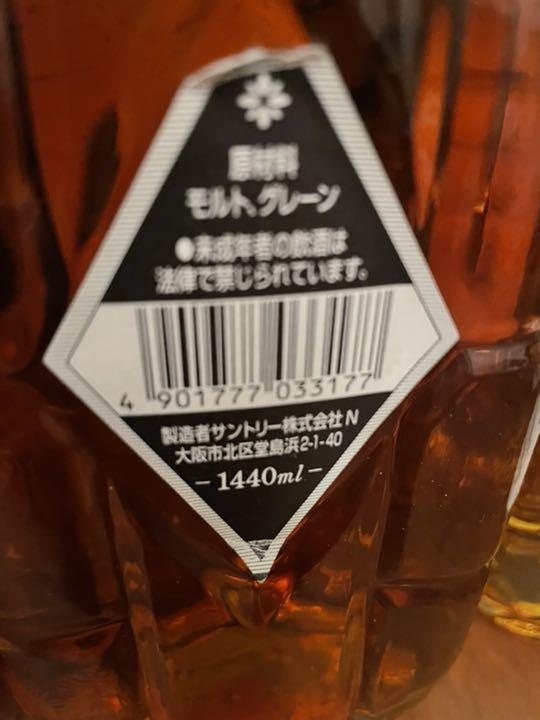 原材料
モルト、グレーン
●未成年者の飲酒は
法律で禁じられています。
4 901777 033177
製造者サントリー株式会社 N
大阪市北区堂島浜2-1-40
－1440ml－